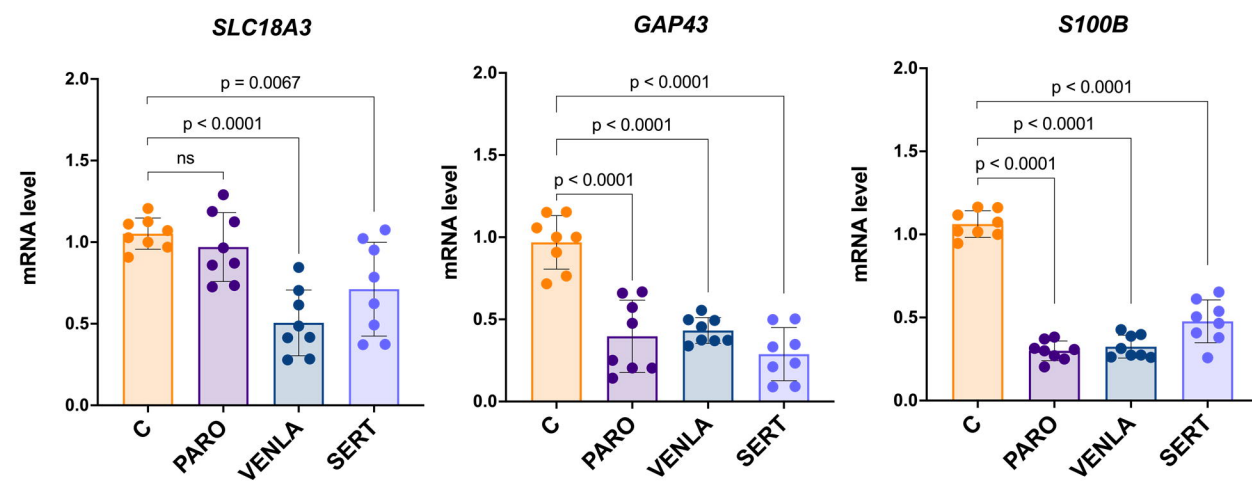 SLC18A3
mRNA level
2.0
1.5
1.0
0.5
0.0
p = 0.0067
p < 0.0001
ns
C
PARO
VENLA
SERT
GAP43
mRNA level
2.0
1.5
1.0
0.5
0.0
p < 0.0001
p < 0.0001
p < 0.0001
C
PARO
VENLA
SERT
S100B
mRNA level
2.0
1.5
1.0
0.5
0.0
p < 0.0001
p < 0.0001
p < 0.0001
C
PARO
VENLA
SERT